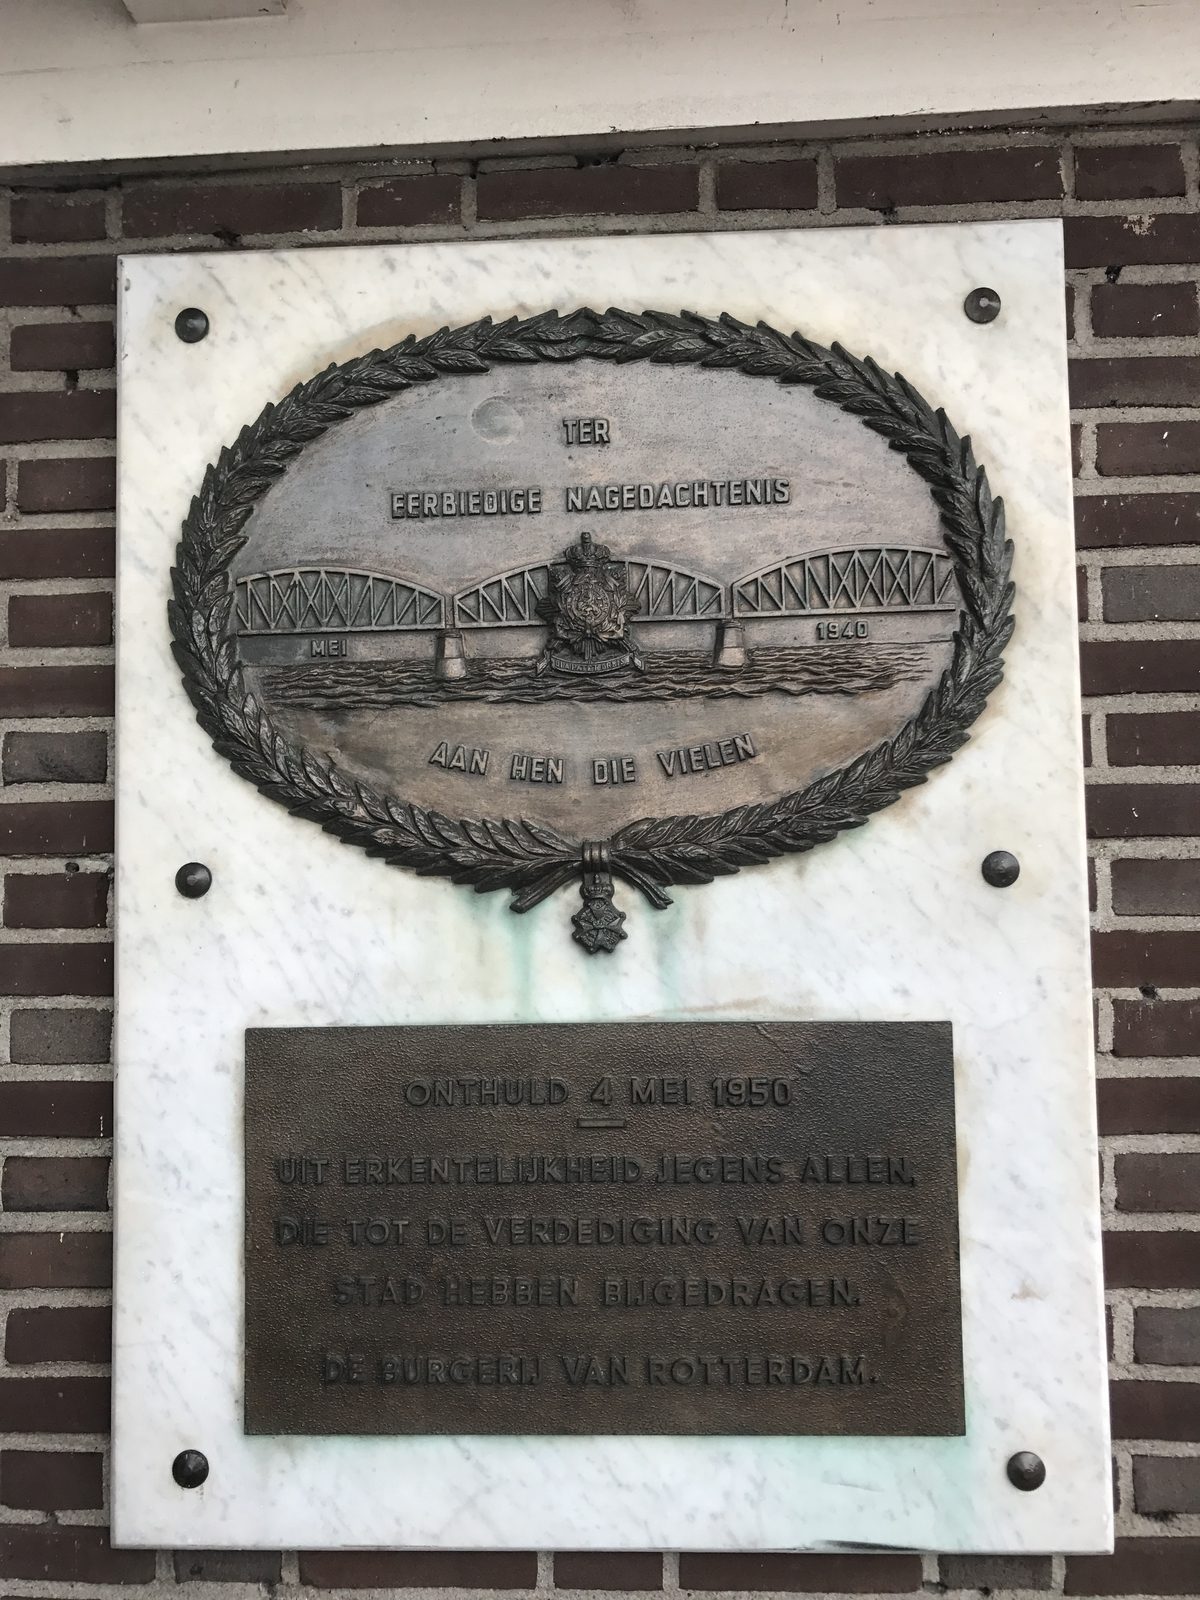 TER
EERBIEDIGE NAGEDACHTENIS
MEI
1940
AAN HEN DIE VIELEN
ONTHULD 4 MEI 1950
UIT ERKENTELIJKHEID JEGENS ALLEN,
DIE TOT DE VERDEDIGING VAN ONZE
STAD HEBBEN BIJGEDRAGEN.
DE BURGERIJ VAN ROTTERDAM.